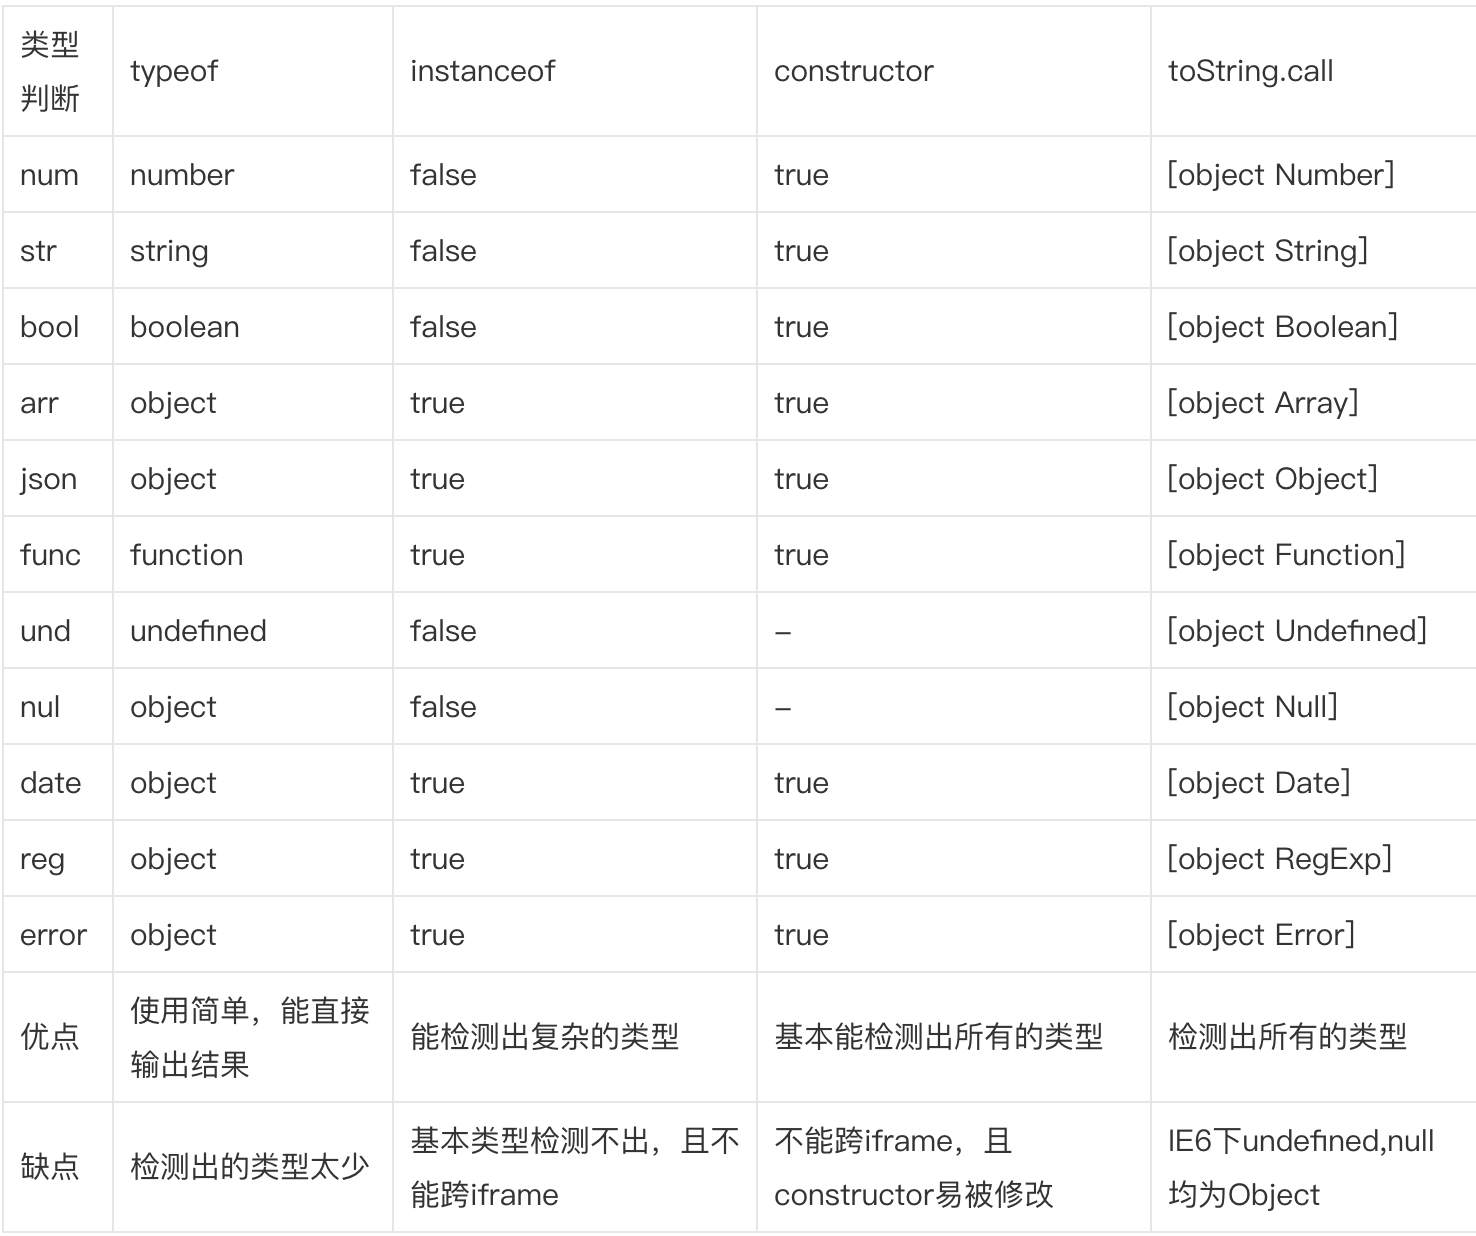 类型
判断
typeof
instanceof
constructor
toString.call
num
number
false
true
[object Number]
str
string
false
true
[object String]
bool
boolean
false
true
[object Boolean]
arr
object
true
true
[object Array]
json
object
true
true
[object Object]
func
function
true
true
[object Function]
und
undefined
false
–
[object Undefined]
nul
object
false
–
[object Null]
date
object
true
true
[object Date]
reg
object
true
true
[object RegExp]
error
object
true
true
[object Error]
优点
使用简单，能直接
输出结果
能检测出复杂的类型
基本能检测出所有的类型
检测出所有的类型
缺点
检测出的类型太少
基本类型检测不出，且不
能跨iframe
不能跨iframe，且
constructor易被修改
IE6下undefined,null
均为Object